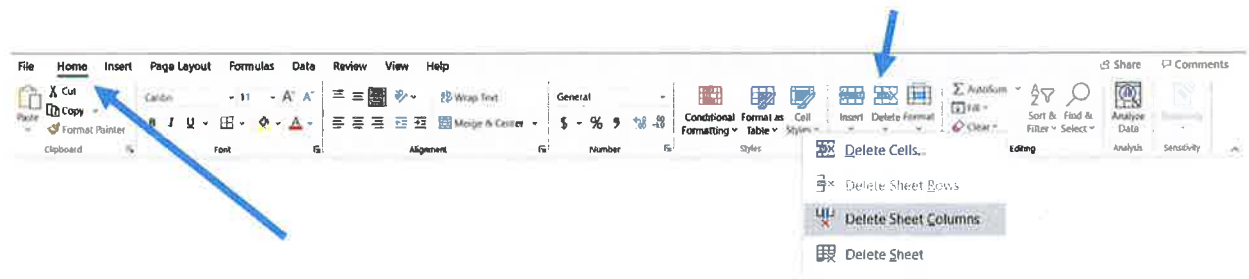 File Home Insert Page Layout Formulas Data Review View Help Share Comments
Cut
Copy
Paste
Format Painter
Clipboard
Calibri 11 A A
B I U A
Font
Wrap Text
Merge & Center
Alignment
General
$ % 9
Number
Conditional Formatting
Format as Table
Cell Styles
Styles
Insert Delete Format
AutoSum
Fill
Clear
Sort & Filter
Find & Select
Editing
Analyze Data
Analysis
Sensitivity
Delete Cells...
Delete Sheet Rows
Delete Sheet Columns
Delete Sheet